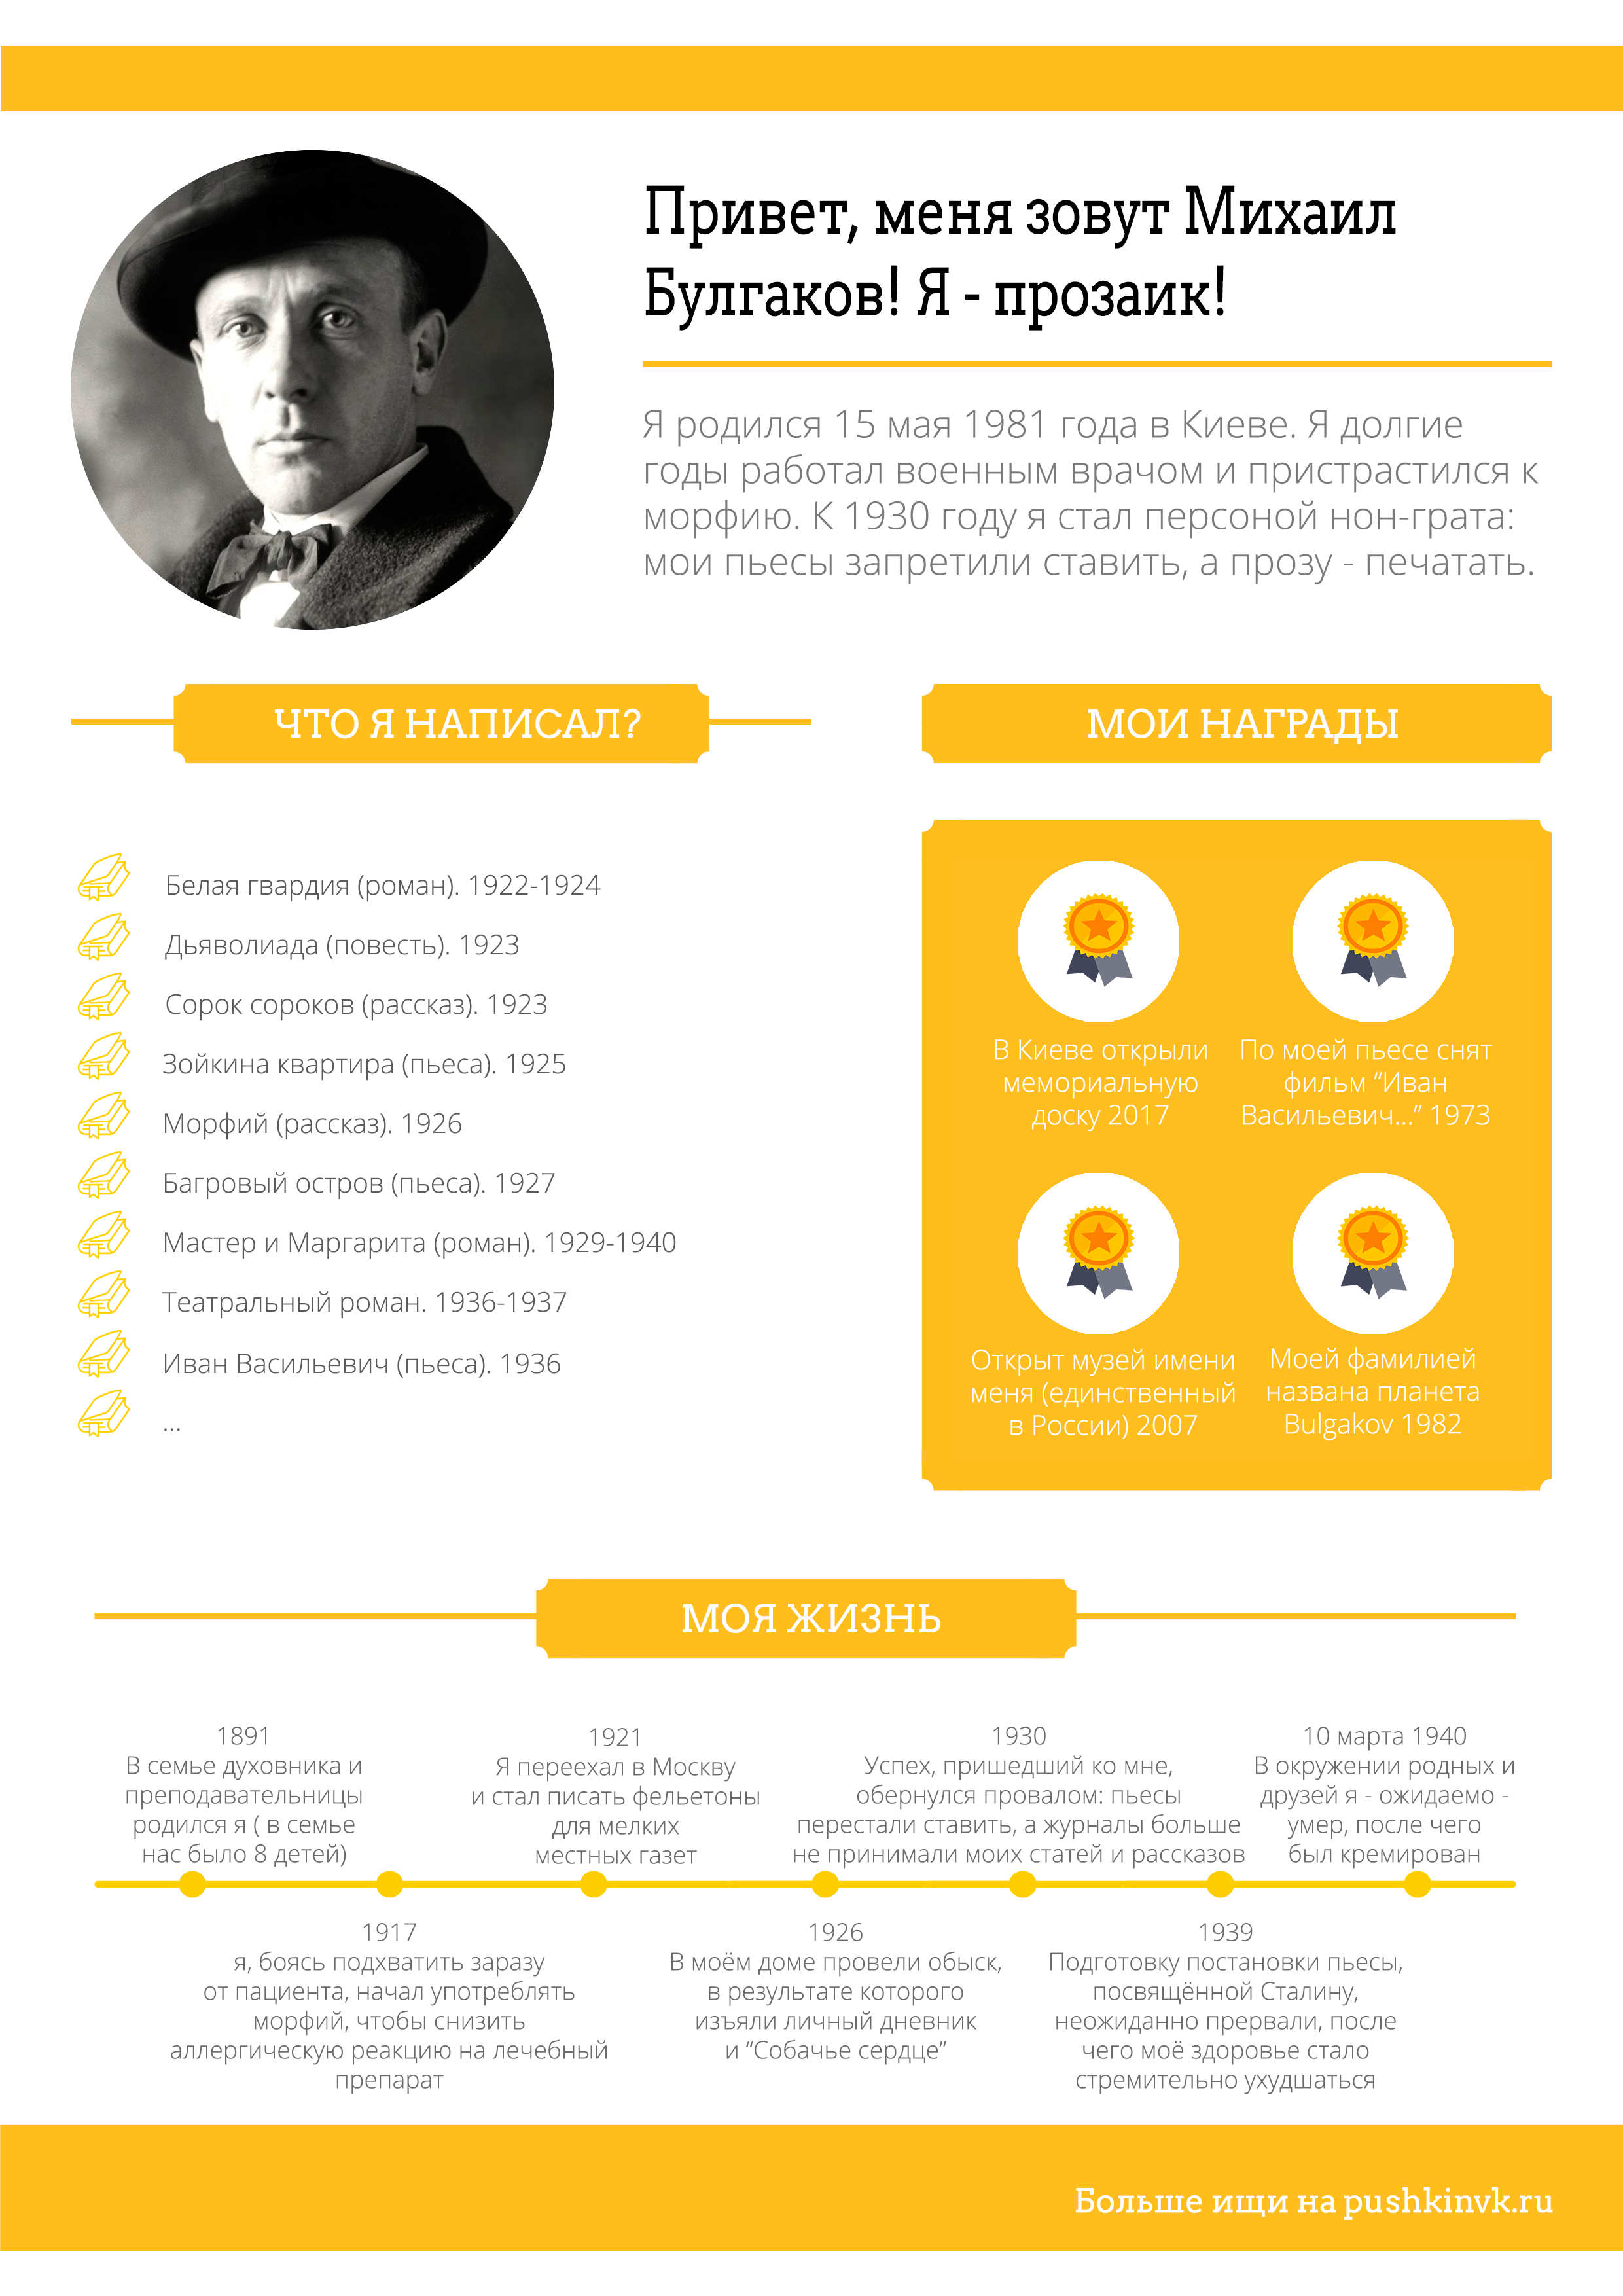 Привет, меня зовут Михаил
Булгаков! Я - прозаик!
Я родился 15 мая 1981 года в Киеве. Я долгие
годы работал военным врачом и пристрастился к
морфию. К 1930 году я стал персоной нон-грата:
мои пьесы запретили ставить, а прозу - печатать.
ЧТО Я НАПИСАЛ?
Белая гвардия (роман). 1922-1924
Дьяволиада (повесть). 1923
Сорок сороков (рассказ). 1923
Зойкина квартира (пьеса). 1925
Морфий (рассказ). 1926
Багровый остров (пьеса). 1927
Мастер и Маргарита (роман). 1929-1940
Театральный роман. 1936-1937
Иван Васильевич (пьеса). 1936
...
МОИ НАГРАДЫ
В Киеве открыли
мемориальную
доску 2017
По моей пьесе снят
фильм “Иван
Васильевич...” 1973
Открыт музей имени
меня (единственный
в России) 2007
Моей фамилией
названа планета
Bulgakov 1982
МОЯ ЖИЗНЬ
1891
В семье духовника и
преподавательницы
родился я ( в семье
нас было 8 детей)
1917
я, боясь подхватить заразу
от пациента, начал употреблять
морфий, чтобы снизить
аллергическую реакцию на лечебный
препарат
1921
Я переехал в Москву
и стал писать фельетоны
для мелких
местных газет
1926
В моём доме провели обыск,
в результате которого
изъяли личный дневник
и “Собачье сердце”
1930
Успех, пришедший ко мне,
обернулся провалом: пьесы
перестали ставить, а журналы больше
не принимали моих статей и рассказов
1939
Подготовку постановки пьесы,
посвящённой Сталину,
неожиданно прервали, после
чего моё здоровье стало
стремительно ухудшаться
10 марта 1940
В окружении родных и
друзей я - ожидаемо -
умер, после чего
был кремирован
Больше ищи на pushkinvk.ru